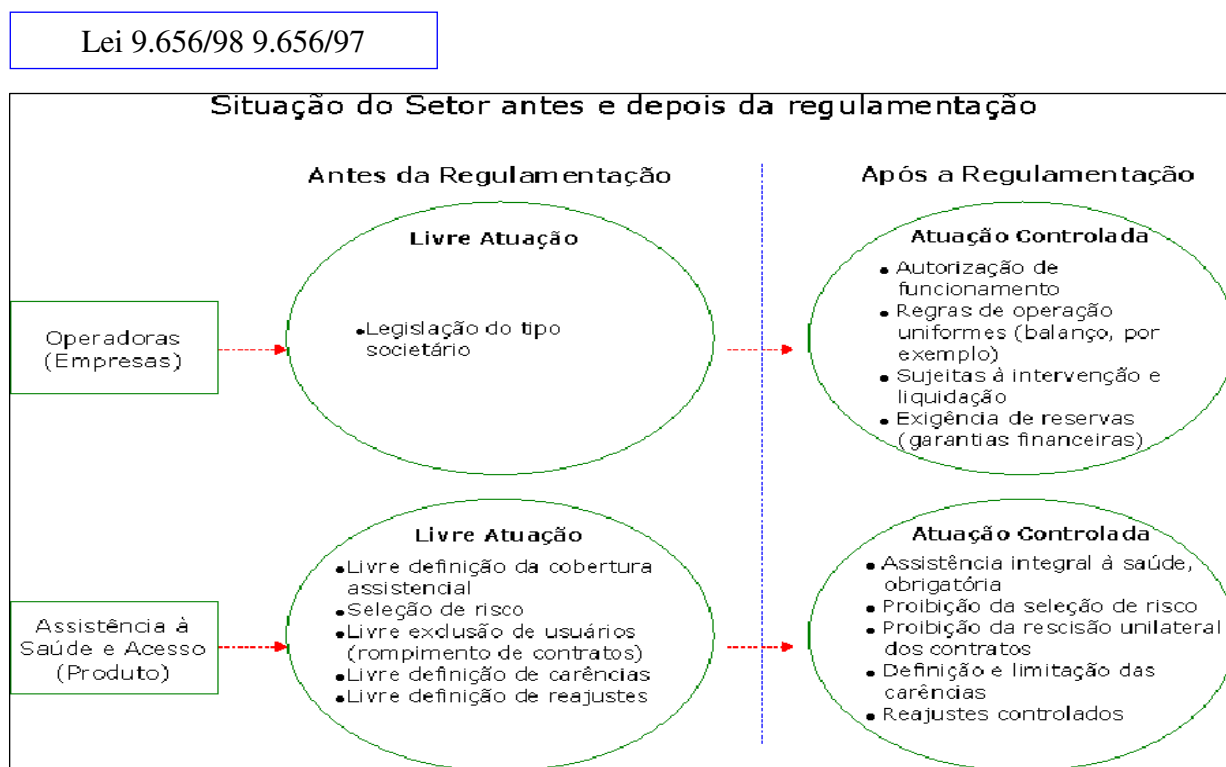 Lei 9.656/98 9.656/97
Situação do Setor antes e depois da regulamentação
Antes da Regulamentação
Após a Regulamentação
Operadoras
(Empresas)
Livre Atuação
•Legislação do tipo
societário
Atuação Controlada
• Autorização de
funcionamento
• Regras de operação
uniformes (balanço, por
exemplo)
• Sujeitas à intervenção e
liquidação
• Exigência de reservas
(garantias financeiras)
Assistência à
Saúde e Acesso
(Produto)
Livre Atuação
•Livre definição da cobertura
assistencial
•Seleção de risco
•Livre exclusão de usuários
(rompimento de contratos)
•Livre definição de carências
•Livre definição de reajustes
Atuação Controlada
• Assistência integral à saúde,
obrigatória
• Proibição da seleção de risco
• Proibição da rescisão unilateral
dos contratos
• Definição e limitação das
carências
• Reajustes controlados